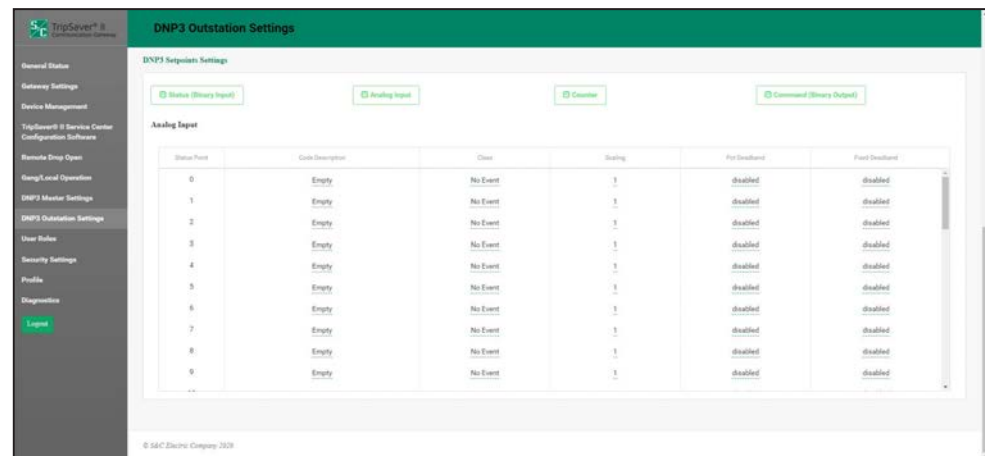 S&C TripSaver® II
Communication Gateway
DNP3 Outstation Settings
General Status
Gateway Settings
Device Management
TripSaver® II Service Center
Configuration Software
Remote Drop Open
Gang/Local Operation
DNP3 Master Settings
DNP3 Outstation Settings
User Roles
Security Settings
Profile
Diagnostics
Logout
DNP3 Setpoints Settings
Status (Binary Input) Analog Input Counter Command (Binary Output)
Analog Input
Status Point Code Description Class Scaling Pct Deadband Fixed Deadband
0 Empty No Event 1 disabled disabled
1 Empty No Event 1 disabled disabled
2 Empty No Event 1 disabled disabled
3 Empty No Event 1 disabled disabled
4 Empty No Event 1 disabled disabled
5 Empty No Event 1 disabled disabled
6 Empty No Event 1 disabled disabled
7 Empty No Event 1 disabled disabled
8 Empty No Event 1 disabled disabled
9 Empty No Event 1 disabled disabled
© S&C Electric Company 2020